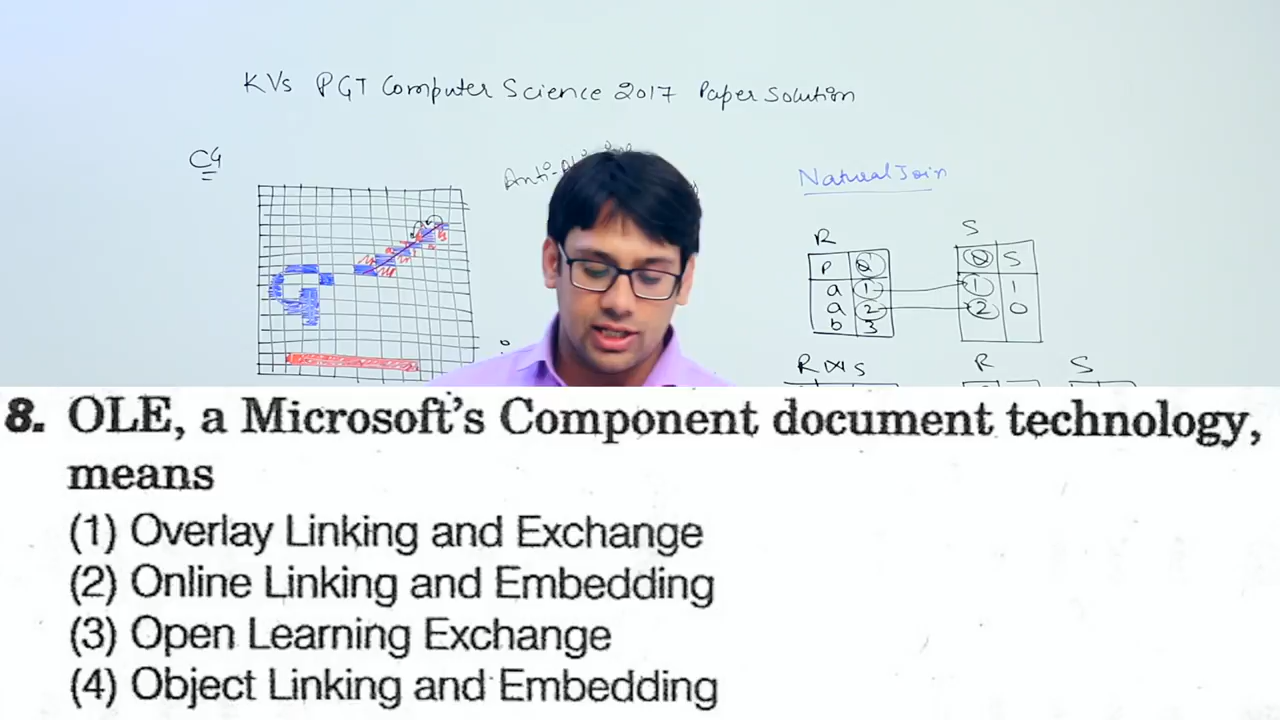 KVs PGT Computer Science 2017 Paper Solution
C4
Natural Join
R S
P Q Q S
a 1 1 1
a 2 2 0
b 3
R⋈S R S
8. OLE, a Microsoft's Component document technology,
means
(1) Overlay Linking and Exchange
(2) Online Linking and Embedding
(3) Open Learning Exchange
(4) Object Linking and Embedding